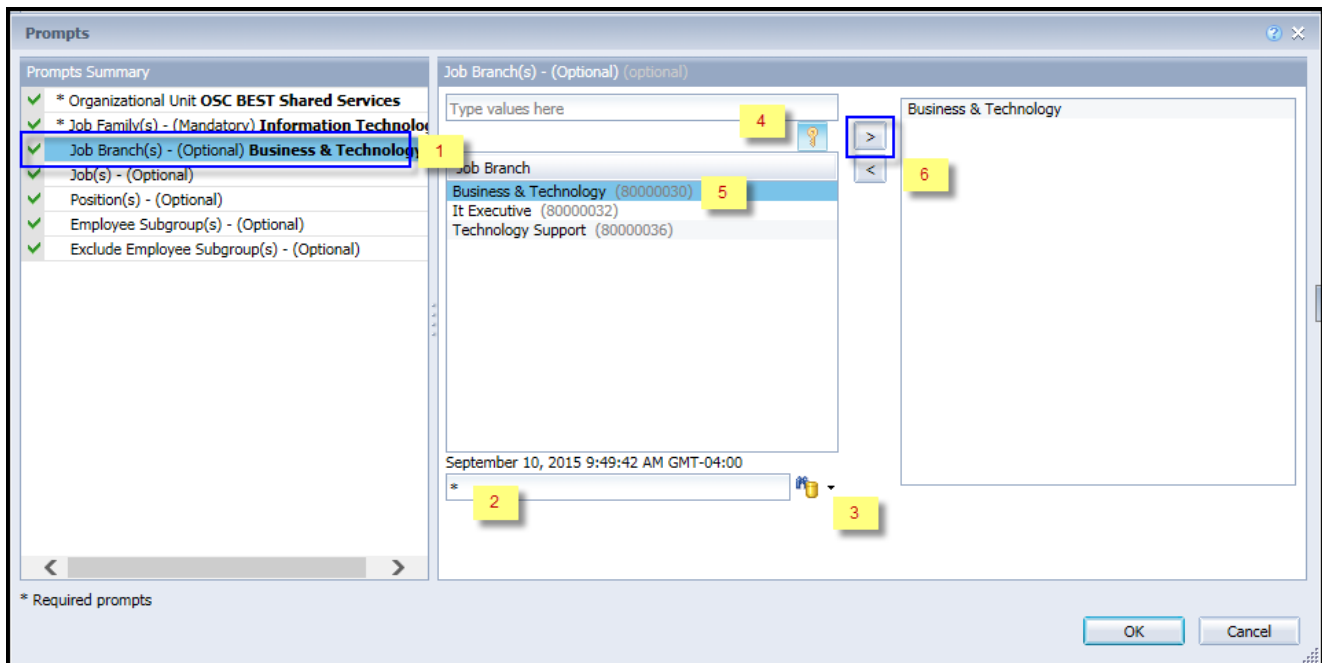 Prompts
Prompts Summary
* Organizational Unit OSC BEST Shared Services
* Job Family(s) - (Mandatory) Information Technolo
Job Branch(s) - (Optional) Business & Technology
1
Job(s) - (Optional)
Position(s) - (Optional)
Employee Subgroup(s) - (Optional)
Exclude Employee Subgroup(s) - (Optional)
* Required prompts
Job Branch(s) - (Optional) (optional)
Type values here
4
Job Branch
Business & Technology (80000030)
5
It Executive (80000032)
Technology Support (80000036)
September 10, 2015 9:49:42 AM GMT-04:00
*
2
3
>
<
6
Business & Technology
OK
Cancel